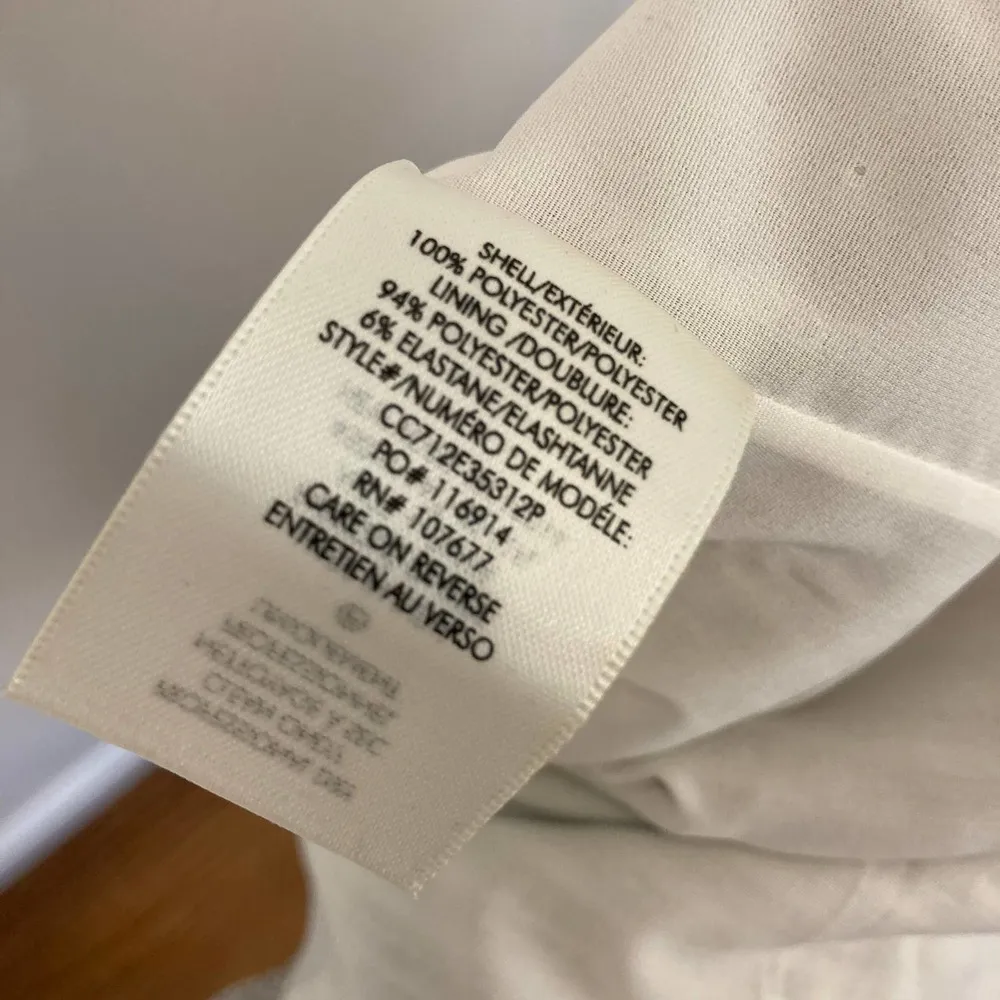 SHELL/EXTÉRIEUR:
100% POLYESTER/POLYESTER
LINING /DOUBLURE:
94% POLYESTER/POLYESTER
6% ELASTANE/ELASHTANNE
STYLE#/NUMÉRO DE MODÉLE:
CC712E35312P
PO# 116914
RN# 107677
CARE ON REVERSE
ENTRETIEN AU VERSO